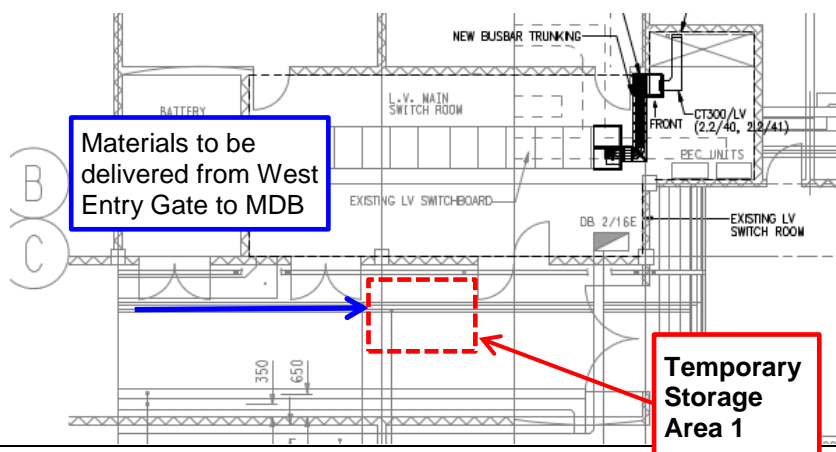 NEW BUSBAR TRUNKING
BATTERY
L.V. MAIN
SWITCH ROOM
FRONT
CT300/LV
(2.2/40, 2.2/41)
PEC UNITS
Materials to be
delivered from West
Entry Gate to MDB
B
EXISTING LV SWITCHBOARD
DB 2/16E
EXISTING LV
SWITCH ROOM
C
350
650
Temporary
Storage
Area 1